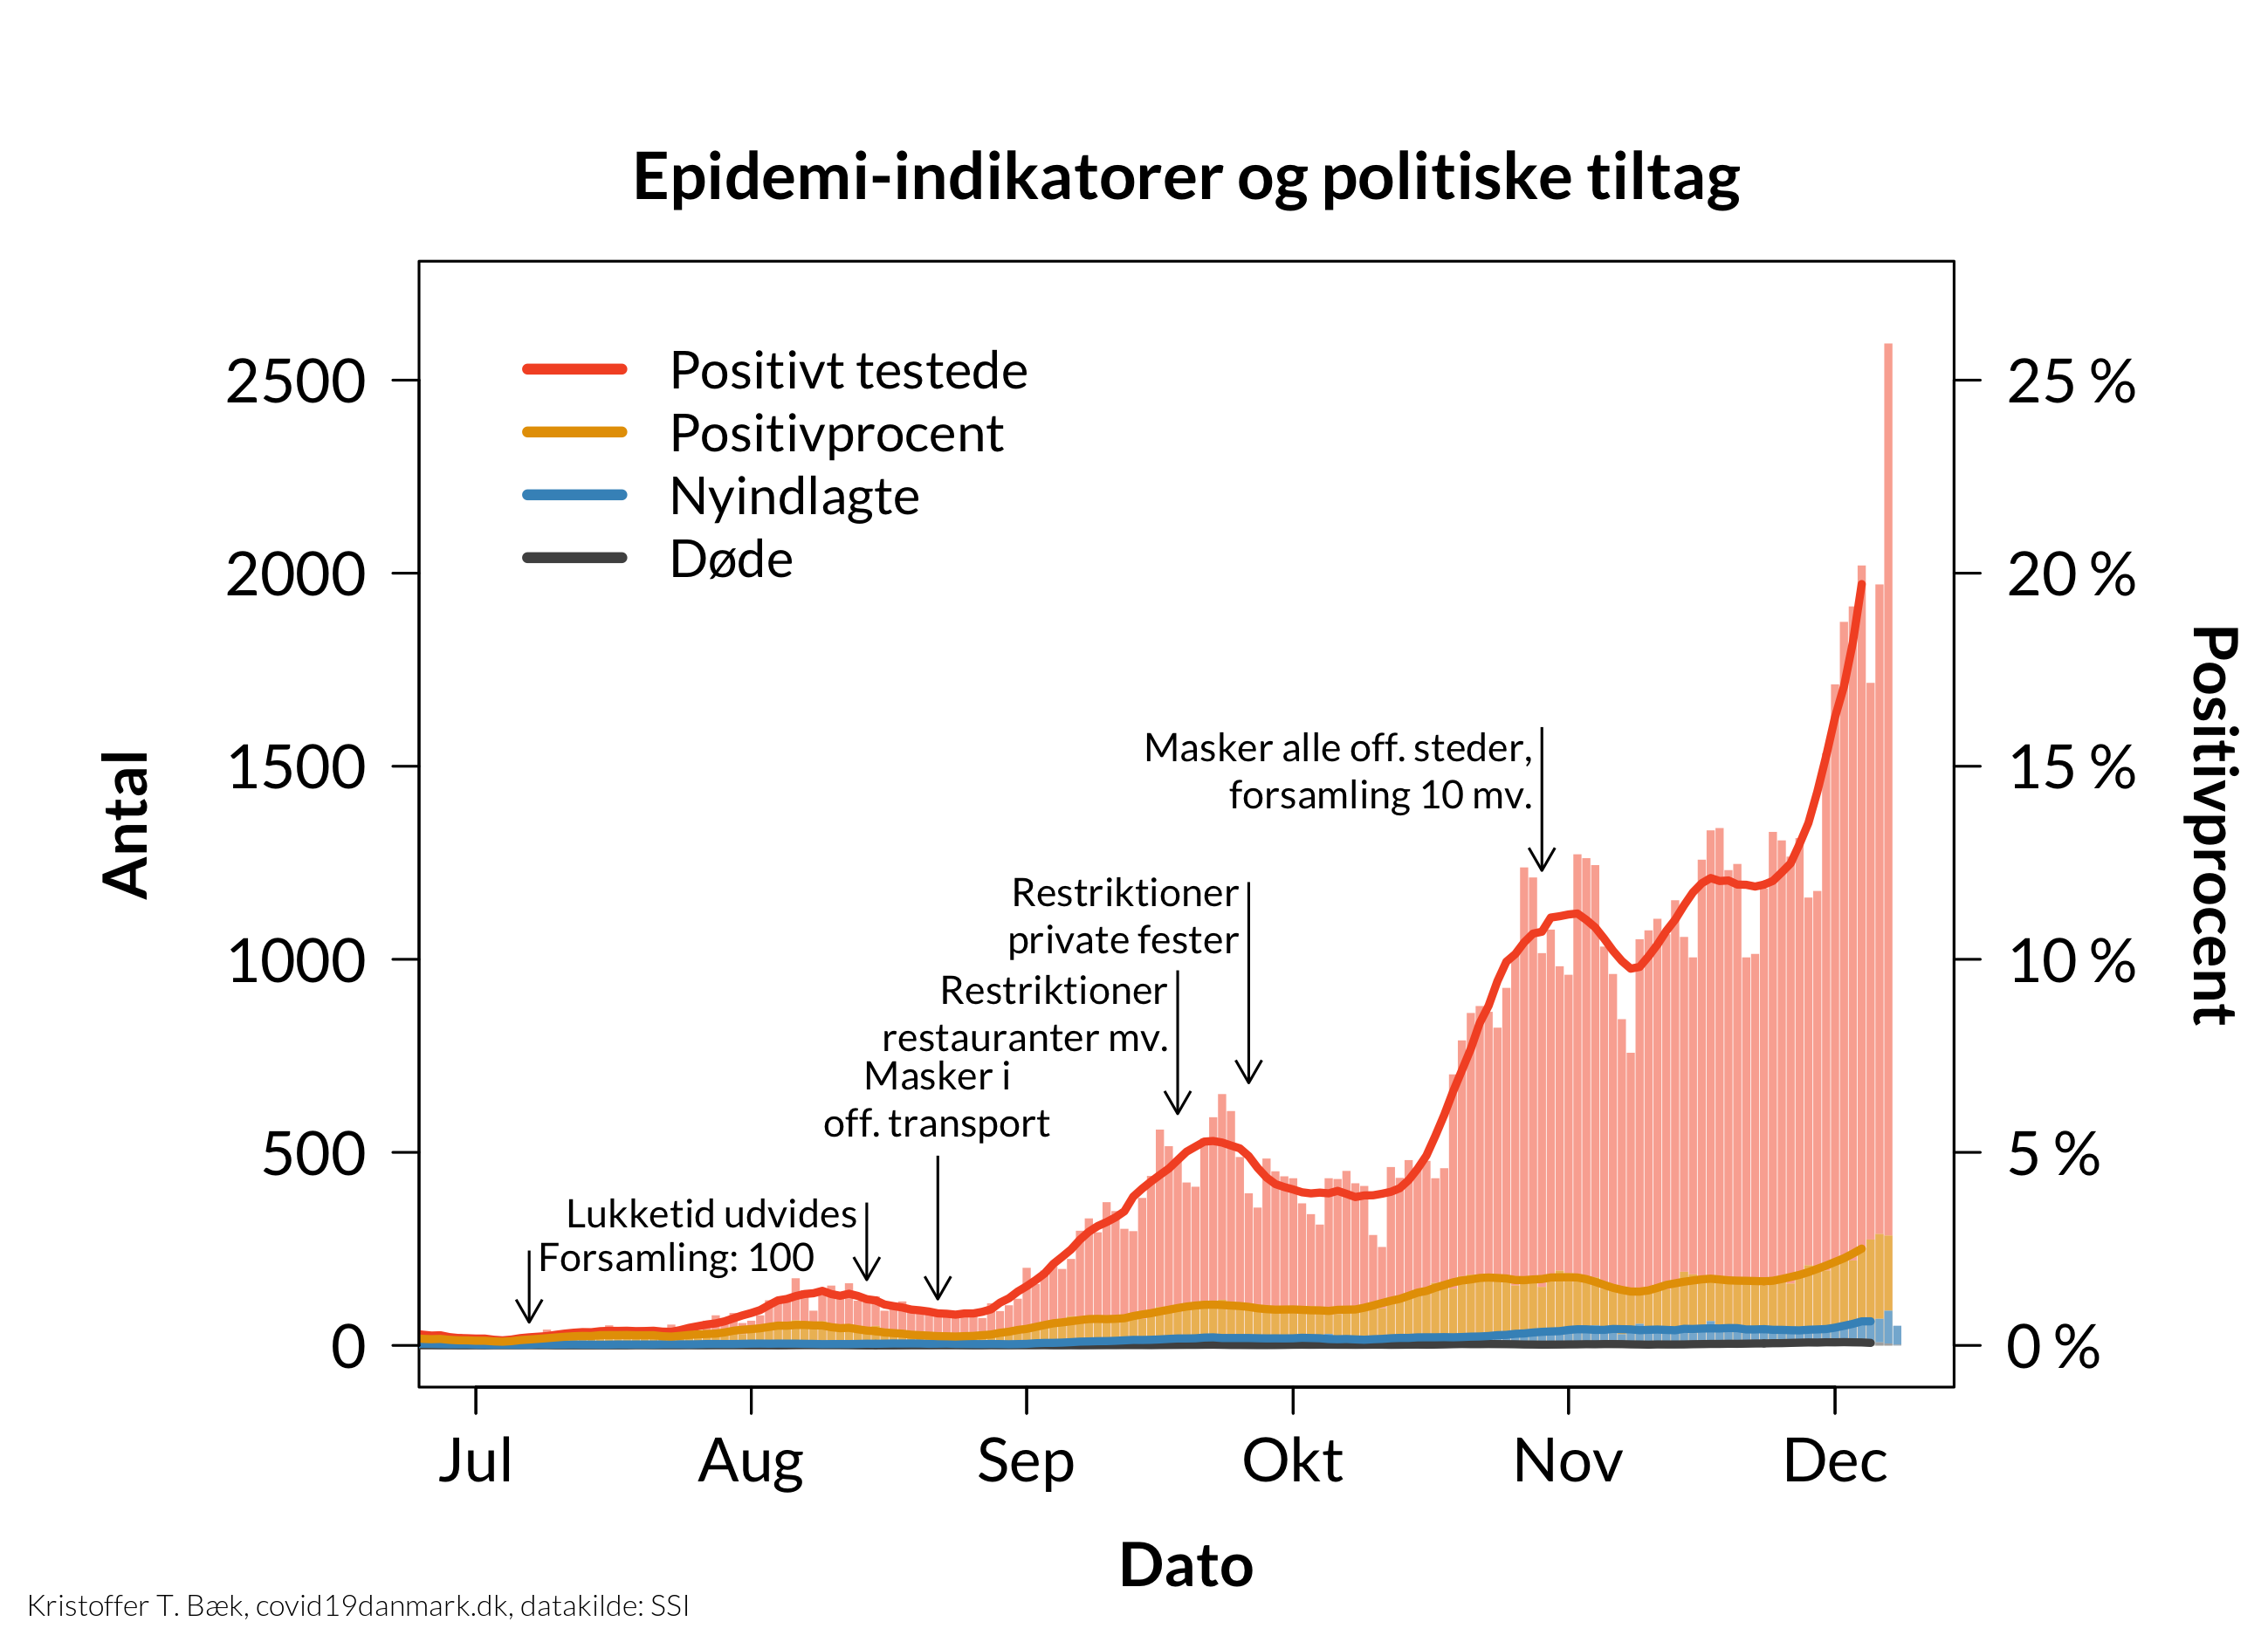 Epidemi-indikatorer og politiske tiltag
Positivt testede
Positivprocent
Nyindlagte
Døde
2500
2000
1500
1000
500
0
Antal
25 %
20 %
15 %
10 %
5 %
0 %
Positivprocent
Masker alle off. steder,
forsamling 10 mv.
Restriktioner
private fester
Restriktioner
restauranter mv.
Masker i
off. transport
Lukketid udvides
Forsamling: 100
Jul
Aug
Sep
Okt
Nov
Dec
Dato
Kristoffer T. Bæk, covid19danmark.dk, datakilde: SSI